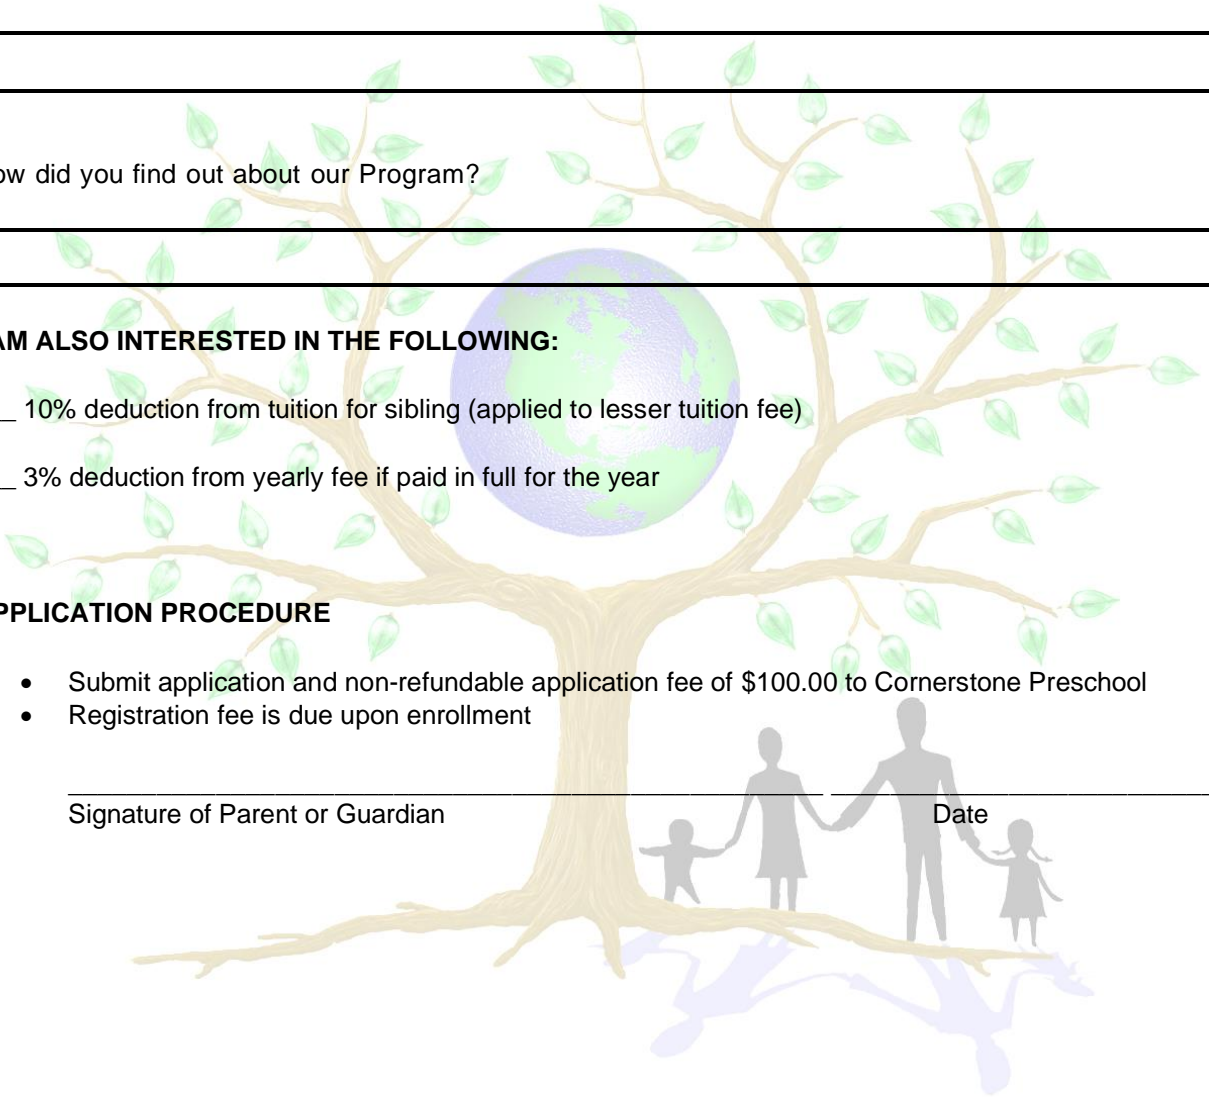 ow did you find out about our Program?
AM ALSO INTERESTED IN THE FOLLOWING:
__ 10% deduction from tuition for sibling (applied to lesser tuition fee)
__ 3% deduction from yearly fee if paid in full for the year
PPLICATION PROCEDURE
• Submit application and non-refundable application fee of $100.00 to Cornerstone Preschool
• Registration fee is due upon enrollment
Signature of Parent or Guardian Date